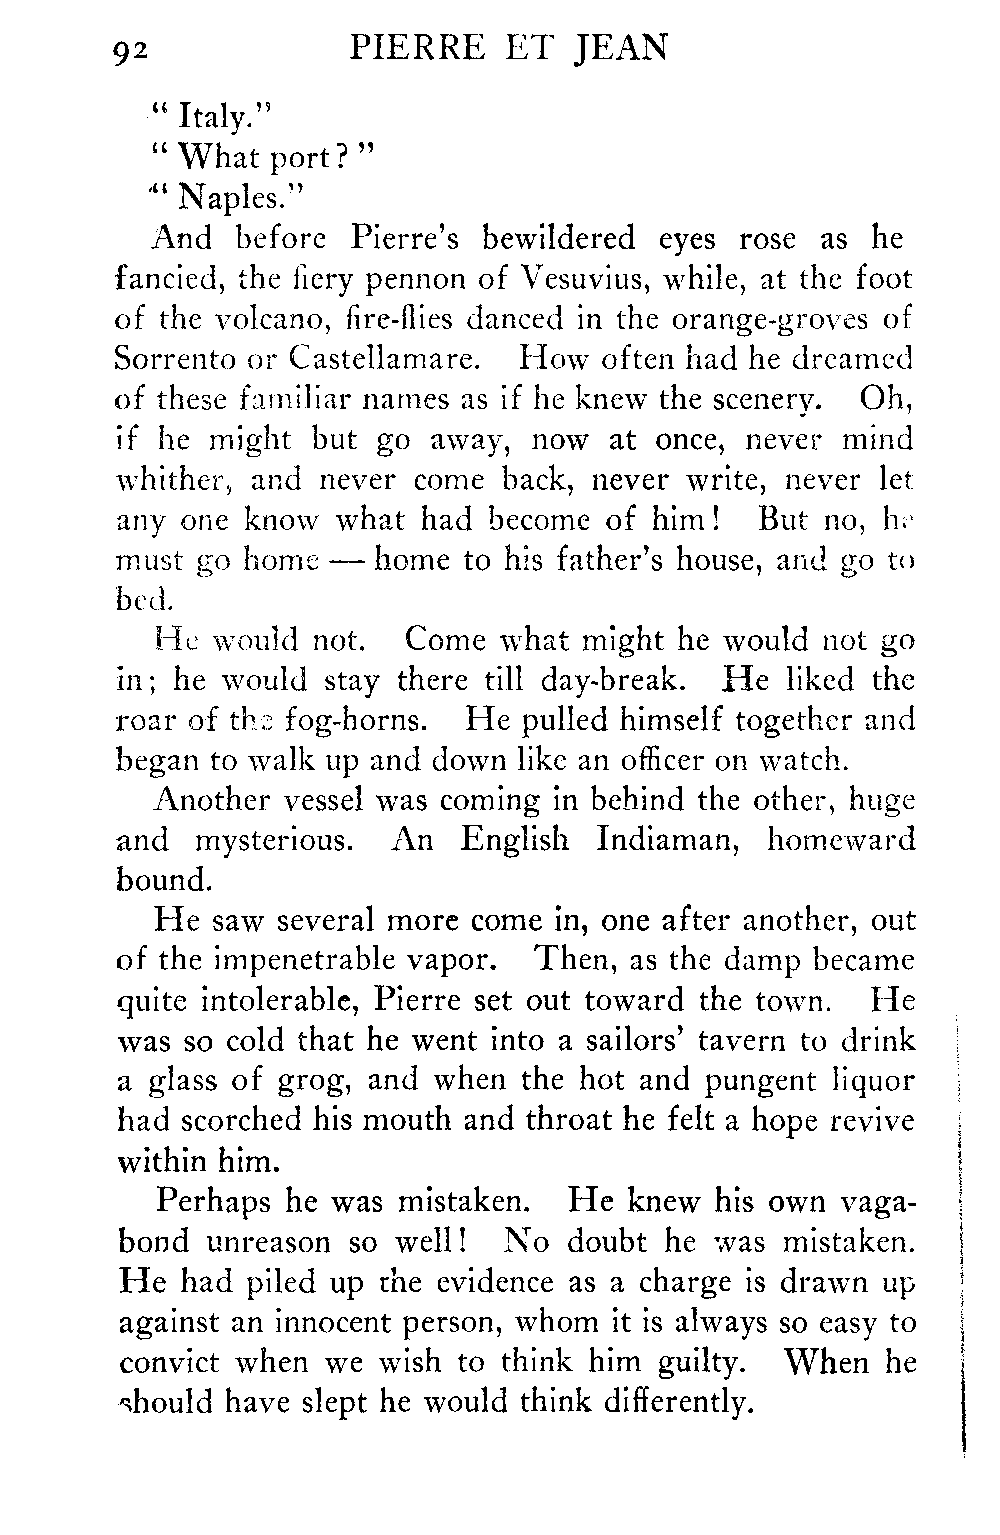 92 PIERRE ET JEAN
" Italy."
" What port? "
" Naples."
And before Pierre's bewildered eyes rose as he
fancied, the fiery pennon of Vesuvius, while, at the foot
of the volcano, fire-flies danced in the orange-groves of
Sorrento or Castellamare. How often had he dreamed
of these familiar names as if he knew the scenery. Oh,
if he might but go away, now at once, never mind
whither, and never come back, never write, never let
any one know what had become of him! But no, he
must go home — home to his father's house, and go to
bed.
He would not. Come what might he would not go
in; he would stay there till day-break. He liked the
roar of the fog-horns. He pulled himself together and
began to walk up and down like an officer on watch.
Another vessel was coming in behind the other, huge
and mysterious. An English Indiaman, homeward
bound.
He saw several more come in, one after another, out
of the impenetrable vapor. Then, as the damp became
quite intolerable, Pierre set out toward the town. He
was so cold that he went into a sailors' tavern to drink
a glass of grog, and when the hot and pungent liquor
had scorched his mouth and throat he felt a hope revive
within him.
Perhaps he was mistaken. He knew his own vaga-
bond unreason so well! No doubt he was mistaken.
He had piled up the evidence as a charge is drawn up
against an innocent person, whom it is always so easy to
convict when we wish to think him guilty. When he
should have slept he would think differently.